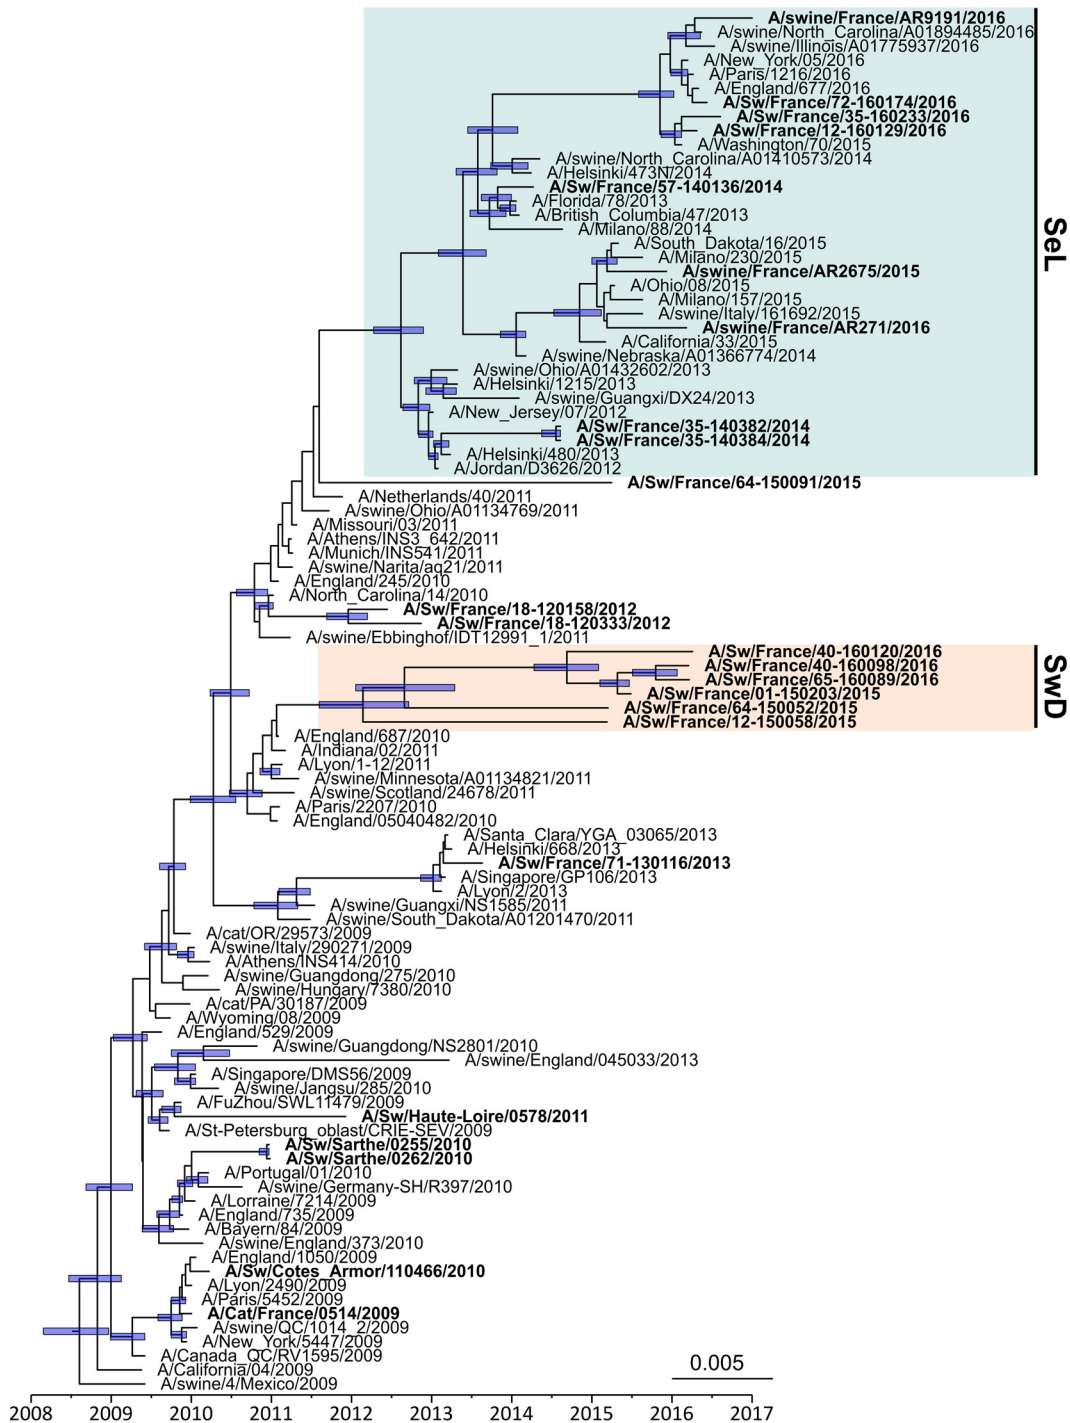 A/swine/France/AR9191/2016
A/swine/North_Carolina/A01894485/2016
A/swine/Illinois/A01775937/2016
A/New_York/05/2016
A/Paris/1216/2016
A/England/677/2016
A/Sw/France/72-160174/2016
A/Sw/France/35-160233/2016
A/Sw/France/12-160129/2016
A/Washington/70/2015
A/swine/North_Carolina/A01410573/2014
A/Helsinki/473N/2014
A/Sw/France/57-140136/2014
A/Florida/78/2013
A/British_Columbia/47/2013
A/Milano/88/2014
A/South_Dakota/16/2015
A/Milano/230/2015
A/swine/France/AR2675/2015
A/Ohio/08/2015
A/Milano/157/2015
A/swine/Italy/161692/2015
A/swine/France/AR271/2016
A/California/33/2015
A/swine/Nebraska/A01366774/2014
A/swine/Ohio/A01432602/2013
A/Helsinki/1215/2013
A/swine/Guangxi/DX24/2013
A/New_Jersey/07/2012
A/Sw/France/35-140382/2014
A/Sw/France/35-140384/2014
A/Helsinki/480/2013
A/Jordan/D3626/2012
SeL
A/Sw/France/64-150091/2015
A/Netherlands/40/2011
A/swine/Ohio/A01134769/2011
A/Missouri/03/2011
A/Athens/INS3_642/2011
A/Munich/INS541/2011
A/swine/Narita/aq21/2011
A/England/245/2010
A/North_Carolina/14/2010
A/Sw/France/18-120158/2012
A/Sw/France/18-120333/2012
A/swine/Ebbinghof/IDT12991_1/2011
A/Sw/France/40-160120/2016
A/Sw/France/40-160098/2016
A/Sw/France/65-160089/2016
A/Sw/France/01-150203/2015
A/Sw/France/64-150052/2015
A/Sw/France/12-150058/2015
SwD
A/England/687/2010
A/Indiana/02/2011
A/Lyon/1-12/2011
A/swine/Minnesota/A01134821/2011
A/swine/Scotland/24678/2011
A/Paris/2207/2010
A/England/05040482/2010
A/Santa_Clara/YGA_03065/2013
A/Helsinki/668/2013
A/Sw/France/71-130116/2013
A/Singapore/GP106/2013
A/Lyon/2/2013
A/swine/Guangxi/NS1585/2011
A/swine/South_Dakota/A01201470/2011
A/cat/OR/29573/2009
A/swine/Italy/290271/2009
A/Athens/INS414/2010
A/swine/Guangdong/275/2010
A/swine/Hungary/7380/2010
A/cat/PA/30187/2009
A/Wyoming/08/2009
A/England/529/2009
A/swine/Guangdong/NS2801/2010
A/swine/England/045033/2013
A/Singapore/DMS56/2009
A/swine/Jangsu/285/2010
A/FuZhou/SWL11479/2009
A/Sw/Haute-Loire/0578/2011
A/St-Petersburg_oblast/CRIE-SEV/2009
A/Sw/Sarthe/0255/2010
A/Sw/Sarthe/0262/2010
A/Portugal/01/2010
A/swine/Germany-SH/R397/2010
A/Lorraine/7214/2009
A/England/735/2009
A/Bayern/84/2009
A/swine/England/373/2010
A/England/1050/2009
A/Sw/Cotes_Armor/110466/2010
A/Lyon/2490/2009
A/Paris/5452/2009
A/Cat/France/0514/2009
A/swine/QC/1014_2/2009
A/New_York/5447/2009
A/Canada_QC/RV1595/2009
A/California/04/2009
A/swine/4/Mexico/2009
0.005
2008 2009 2010 2011 2012 2013 2014 2015 2016 2017